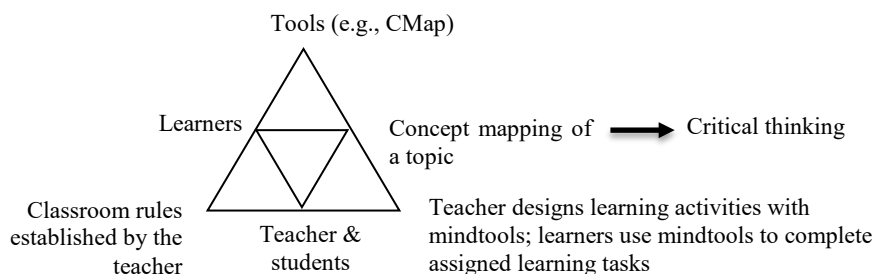 Tools (e.g., CMap)
Learners
Concept mapping of
a topic
Critical thinking
Classroom rules
established by the
teacher
Teacher &
students
Teacher designs learning activities with
mindtools; learners use mindtools to complete
assigned learning tasks